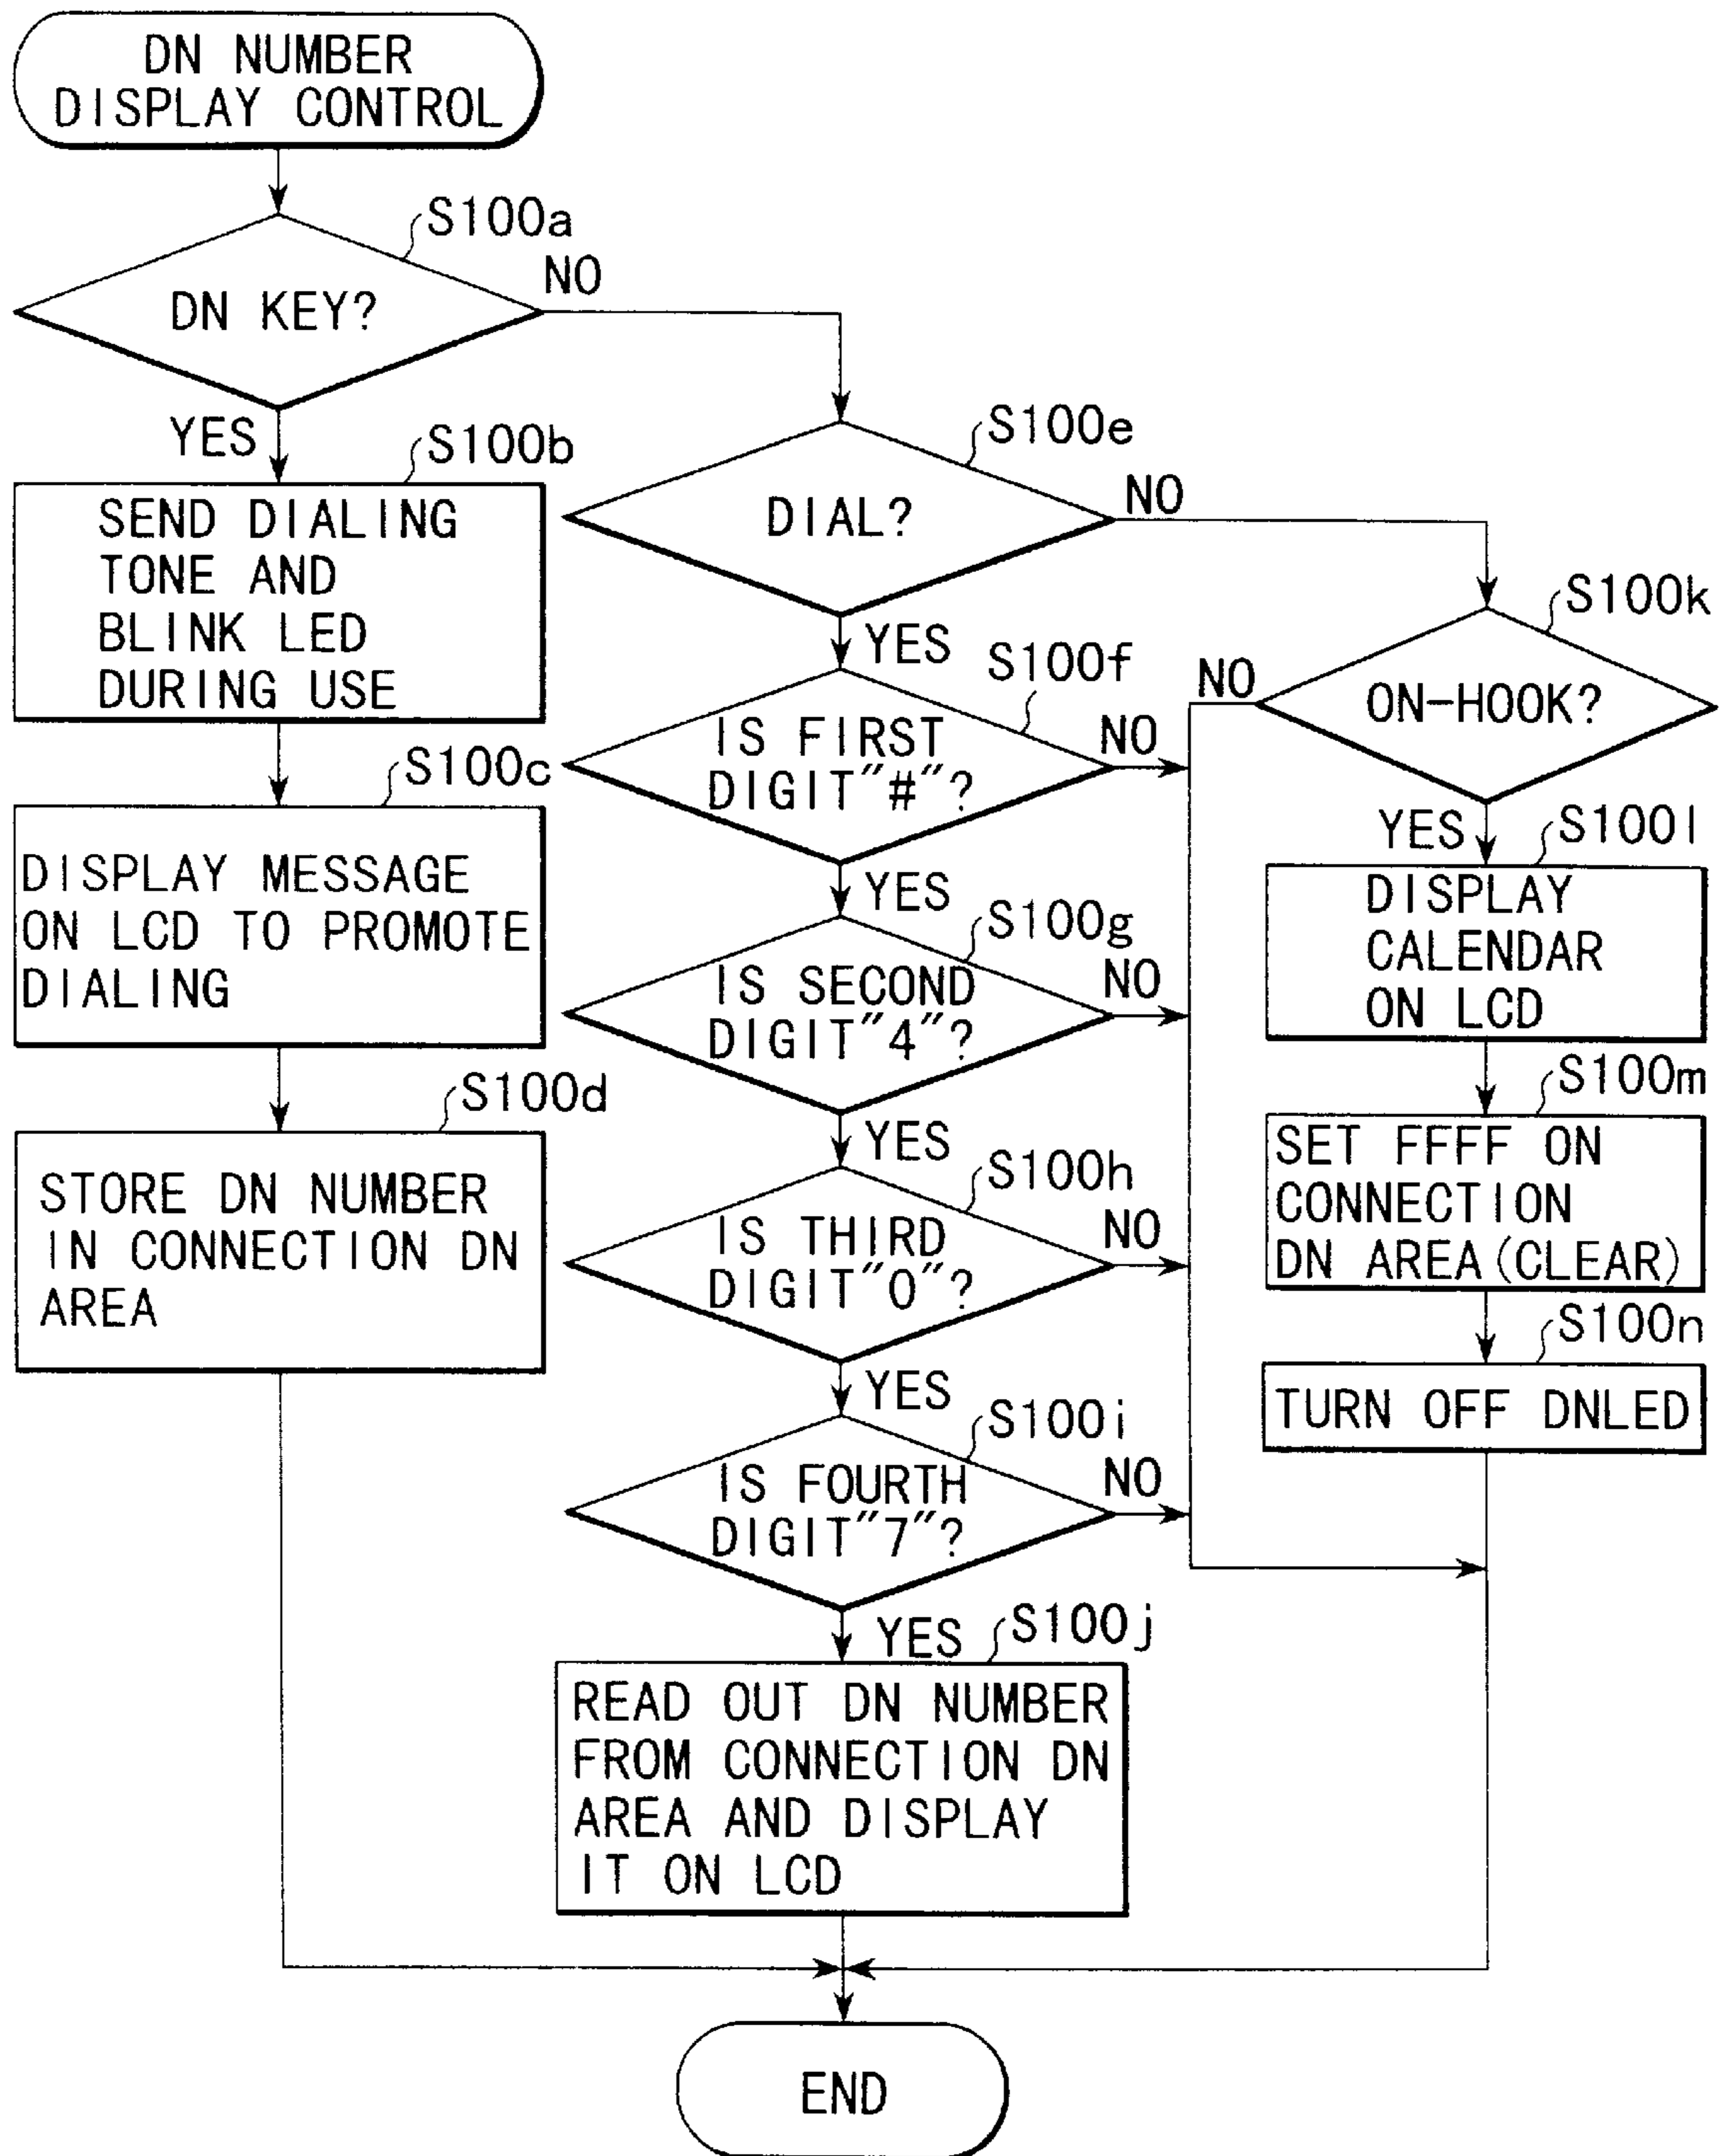 DN NUMBER
DISPLAY CONTROL
S100a
DN KEY?
NO
YES
S100b
SEND DIALING
TONE AND
BLINK LED
DURING USE
S100c
DISPLAY MESSAGE
ON LCD TO PROMOTE
DIALING
S100d
STORE DN NUMBER
IN CONNECTION DN
AREA
S100e
DIAL?
NO
YES
S100f
IS FIRST
DIGIT"#"?
NO
YES
S100g
IS SECOND
DIGIT"4"?
NO
YES
S100h
IS THIRD
DIGIT"0"?
NO
YES
S100i
IS FOURTH
DIGIT"7"?
NO
YES
S100j
READ OUT DN NUMBER
FROM CONNECTION DN
AREA AND DISPLAY
IT ON LCD
S100k
ON-HOOK?
NO
YES
S100l
DISPLAY
CALENDAR
ON LCD
S100m
SET FFFF ON
CONNECTION
DN AREA(CLEAR)
S100n
TURN OFF DNLED
END